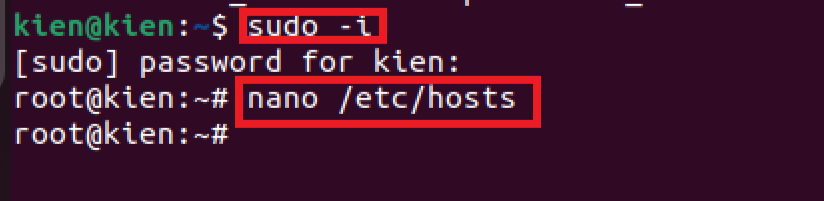 kien@kien:~$ sudo -i
[sudo] password for kien:
root@kien:~# nano /etc/hosts
root@kien:~#